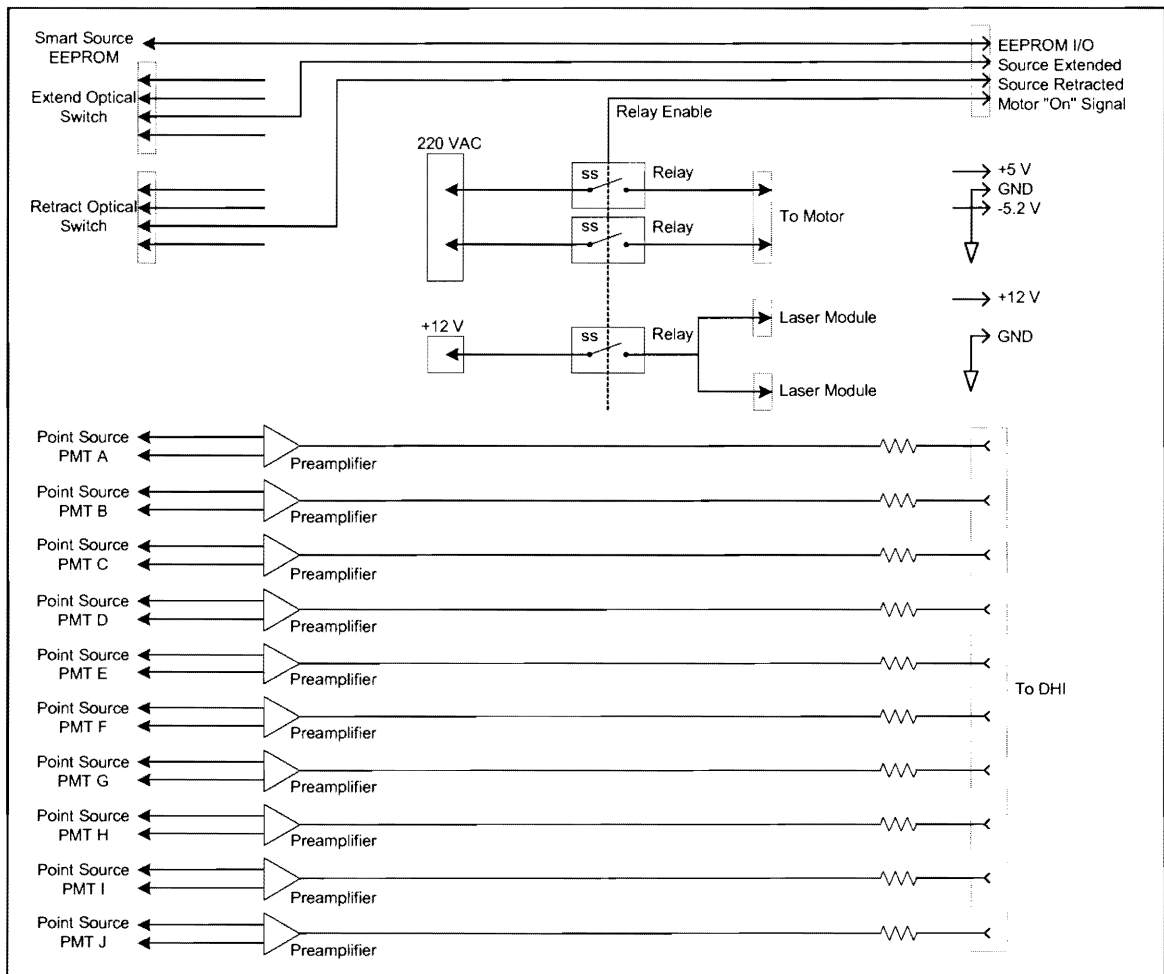 Smart Source
EEPROM
EEPROM I/O
Source Extended
Source Retracted
Motor "On" Signal
Extend Optical
Switch
Relay Enable
220 VAC
ss
Relay
+5 V
GND
-5.2 V
Retract Optical
Switch
To Motor
ss
Relay
+12 V
Laser Module
+12 V
ss
Relay
GND
Laser Module
Point Source
PMT A
Preamplifier
Point Source
PMT B
Preamplifier
Point Source
PMT C
Preamplifier
Point Source
PMT D
Preamplifier
Point Source
PMT E
Preamplifier
To DHI
Point Source
PMT F
Preamplifier
Point Source
PMT G
Preamplifier
Point Source
PMT H
Preamplifier
Point Source
PMT I
Preamplifier
Point Source
PMT J
Preamplifier